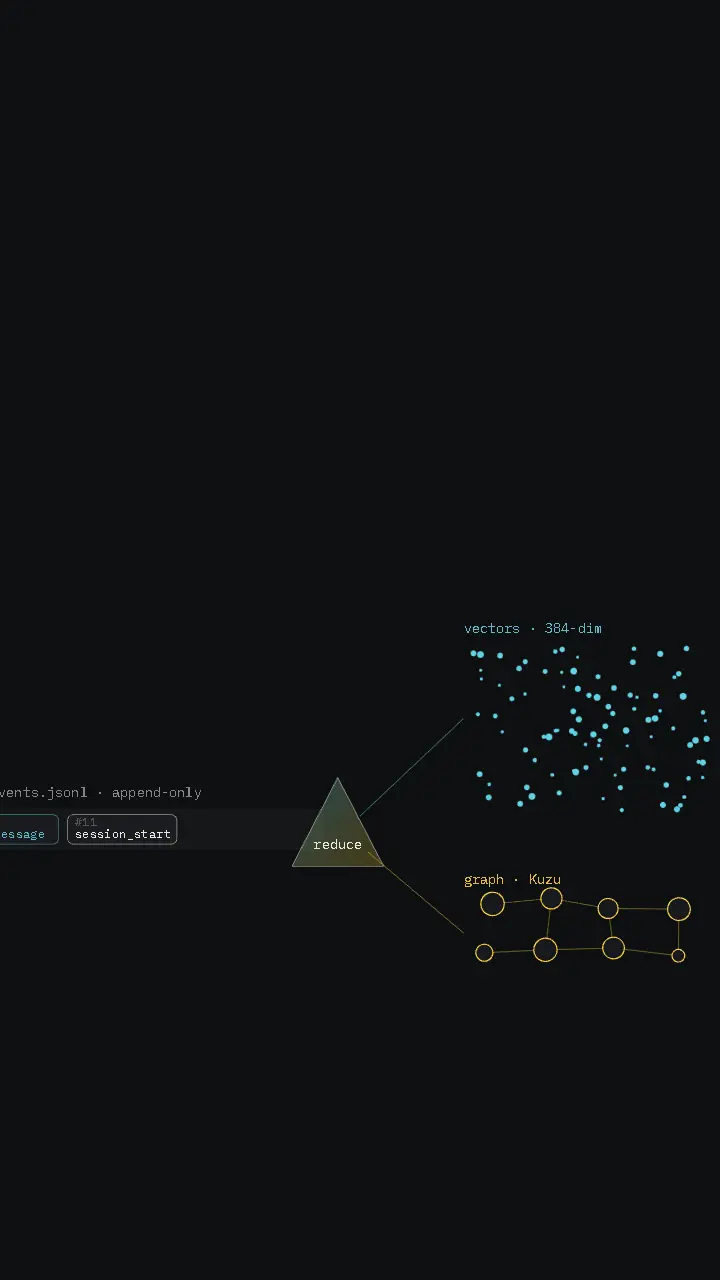 vectors · 384-dim
vents.jsonl · append-only
#11
essage
session_start
reduce
graph · Kuzu